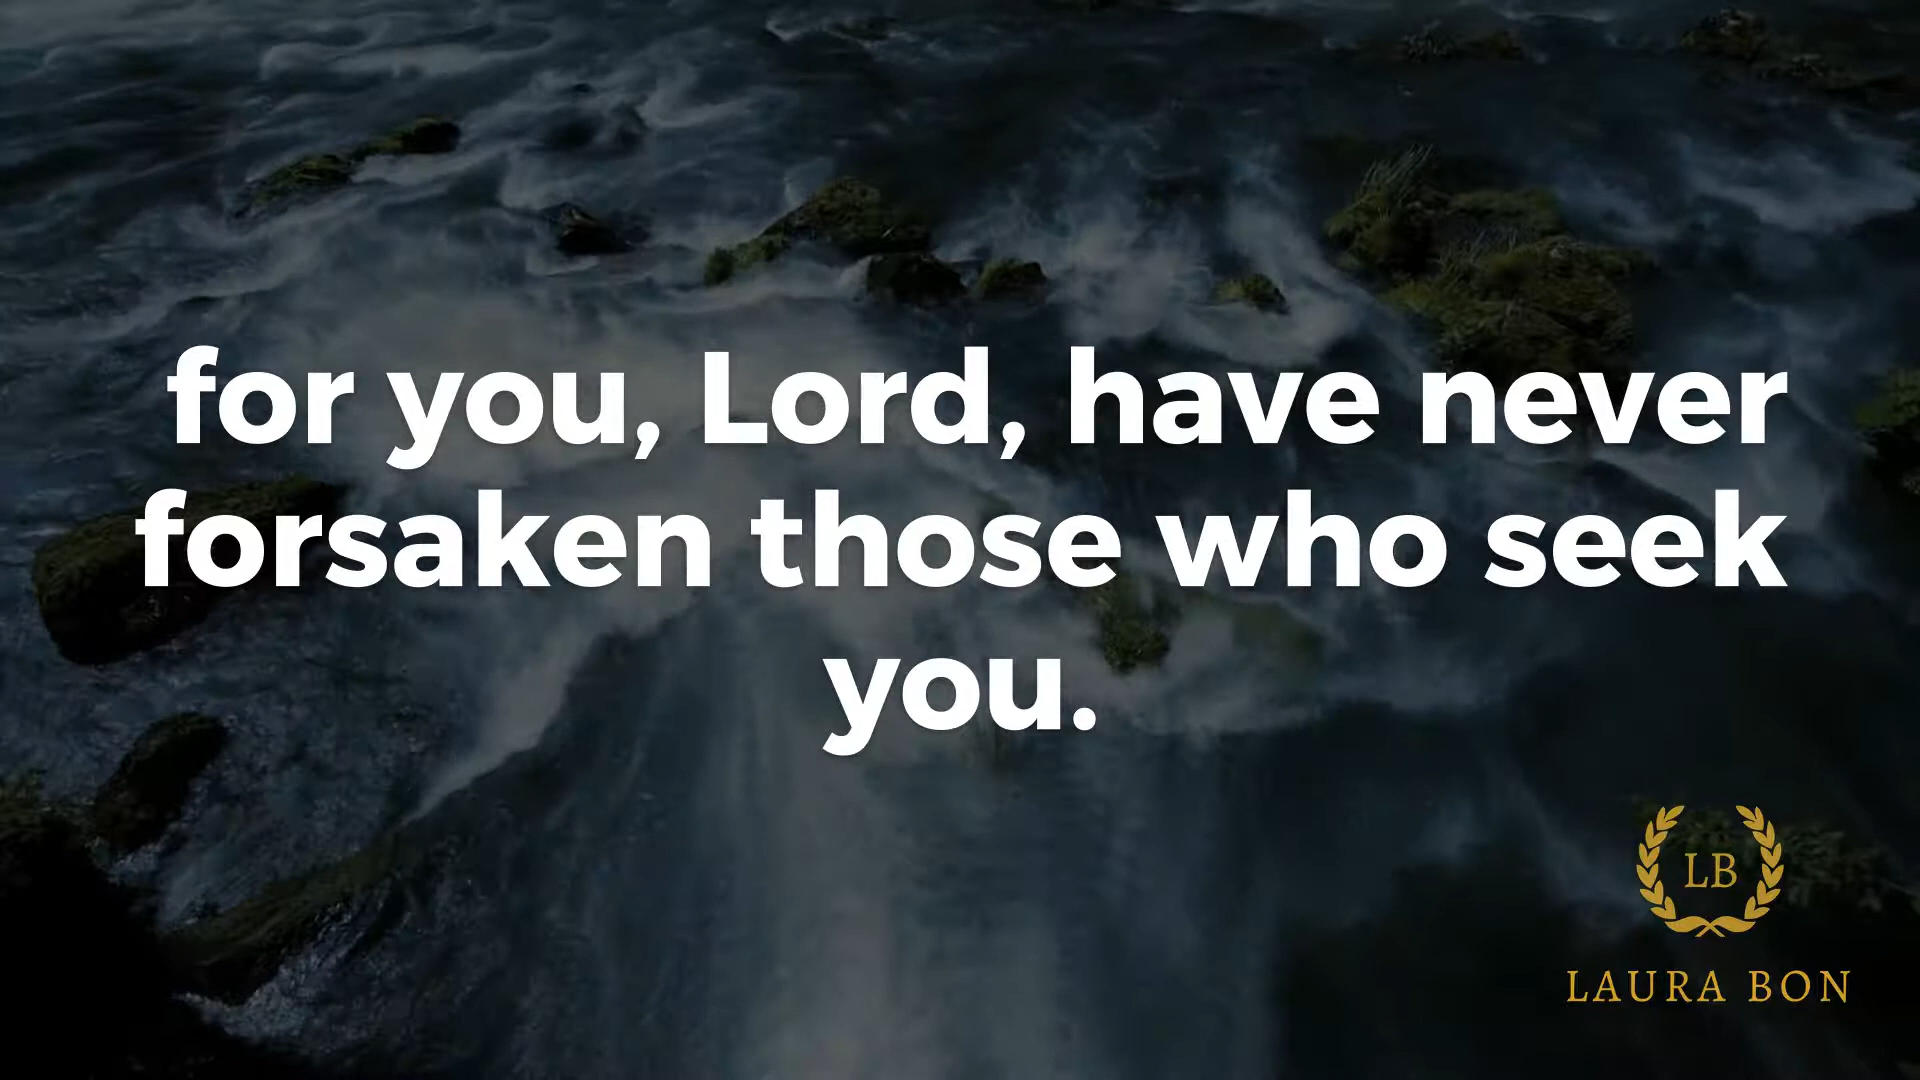 for you, Lord, have never
forsaken those who seek
you.
LB
LAURA BON